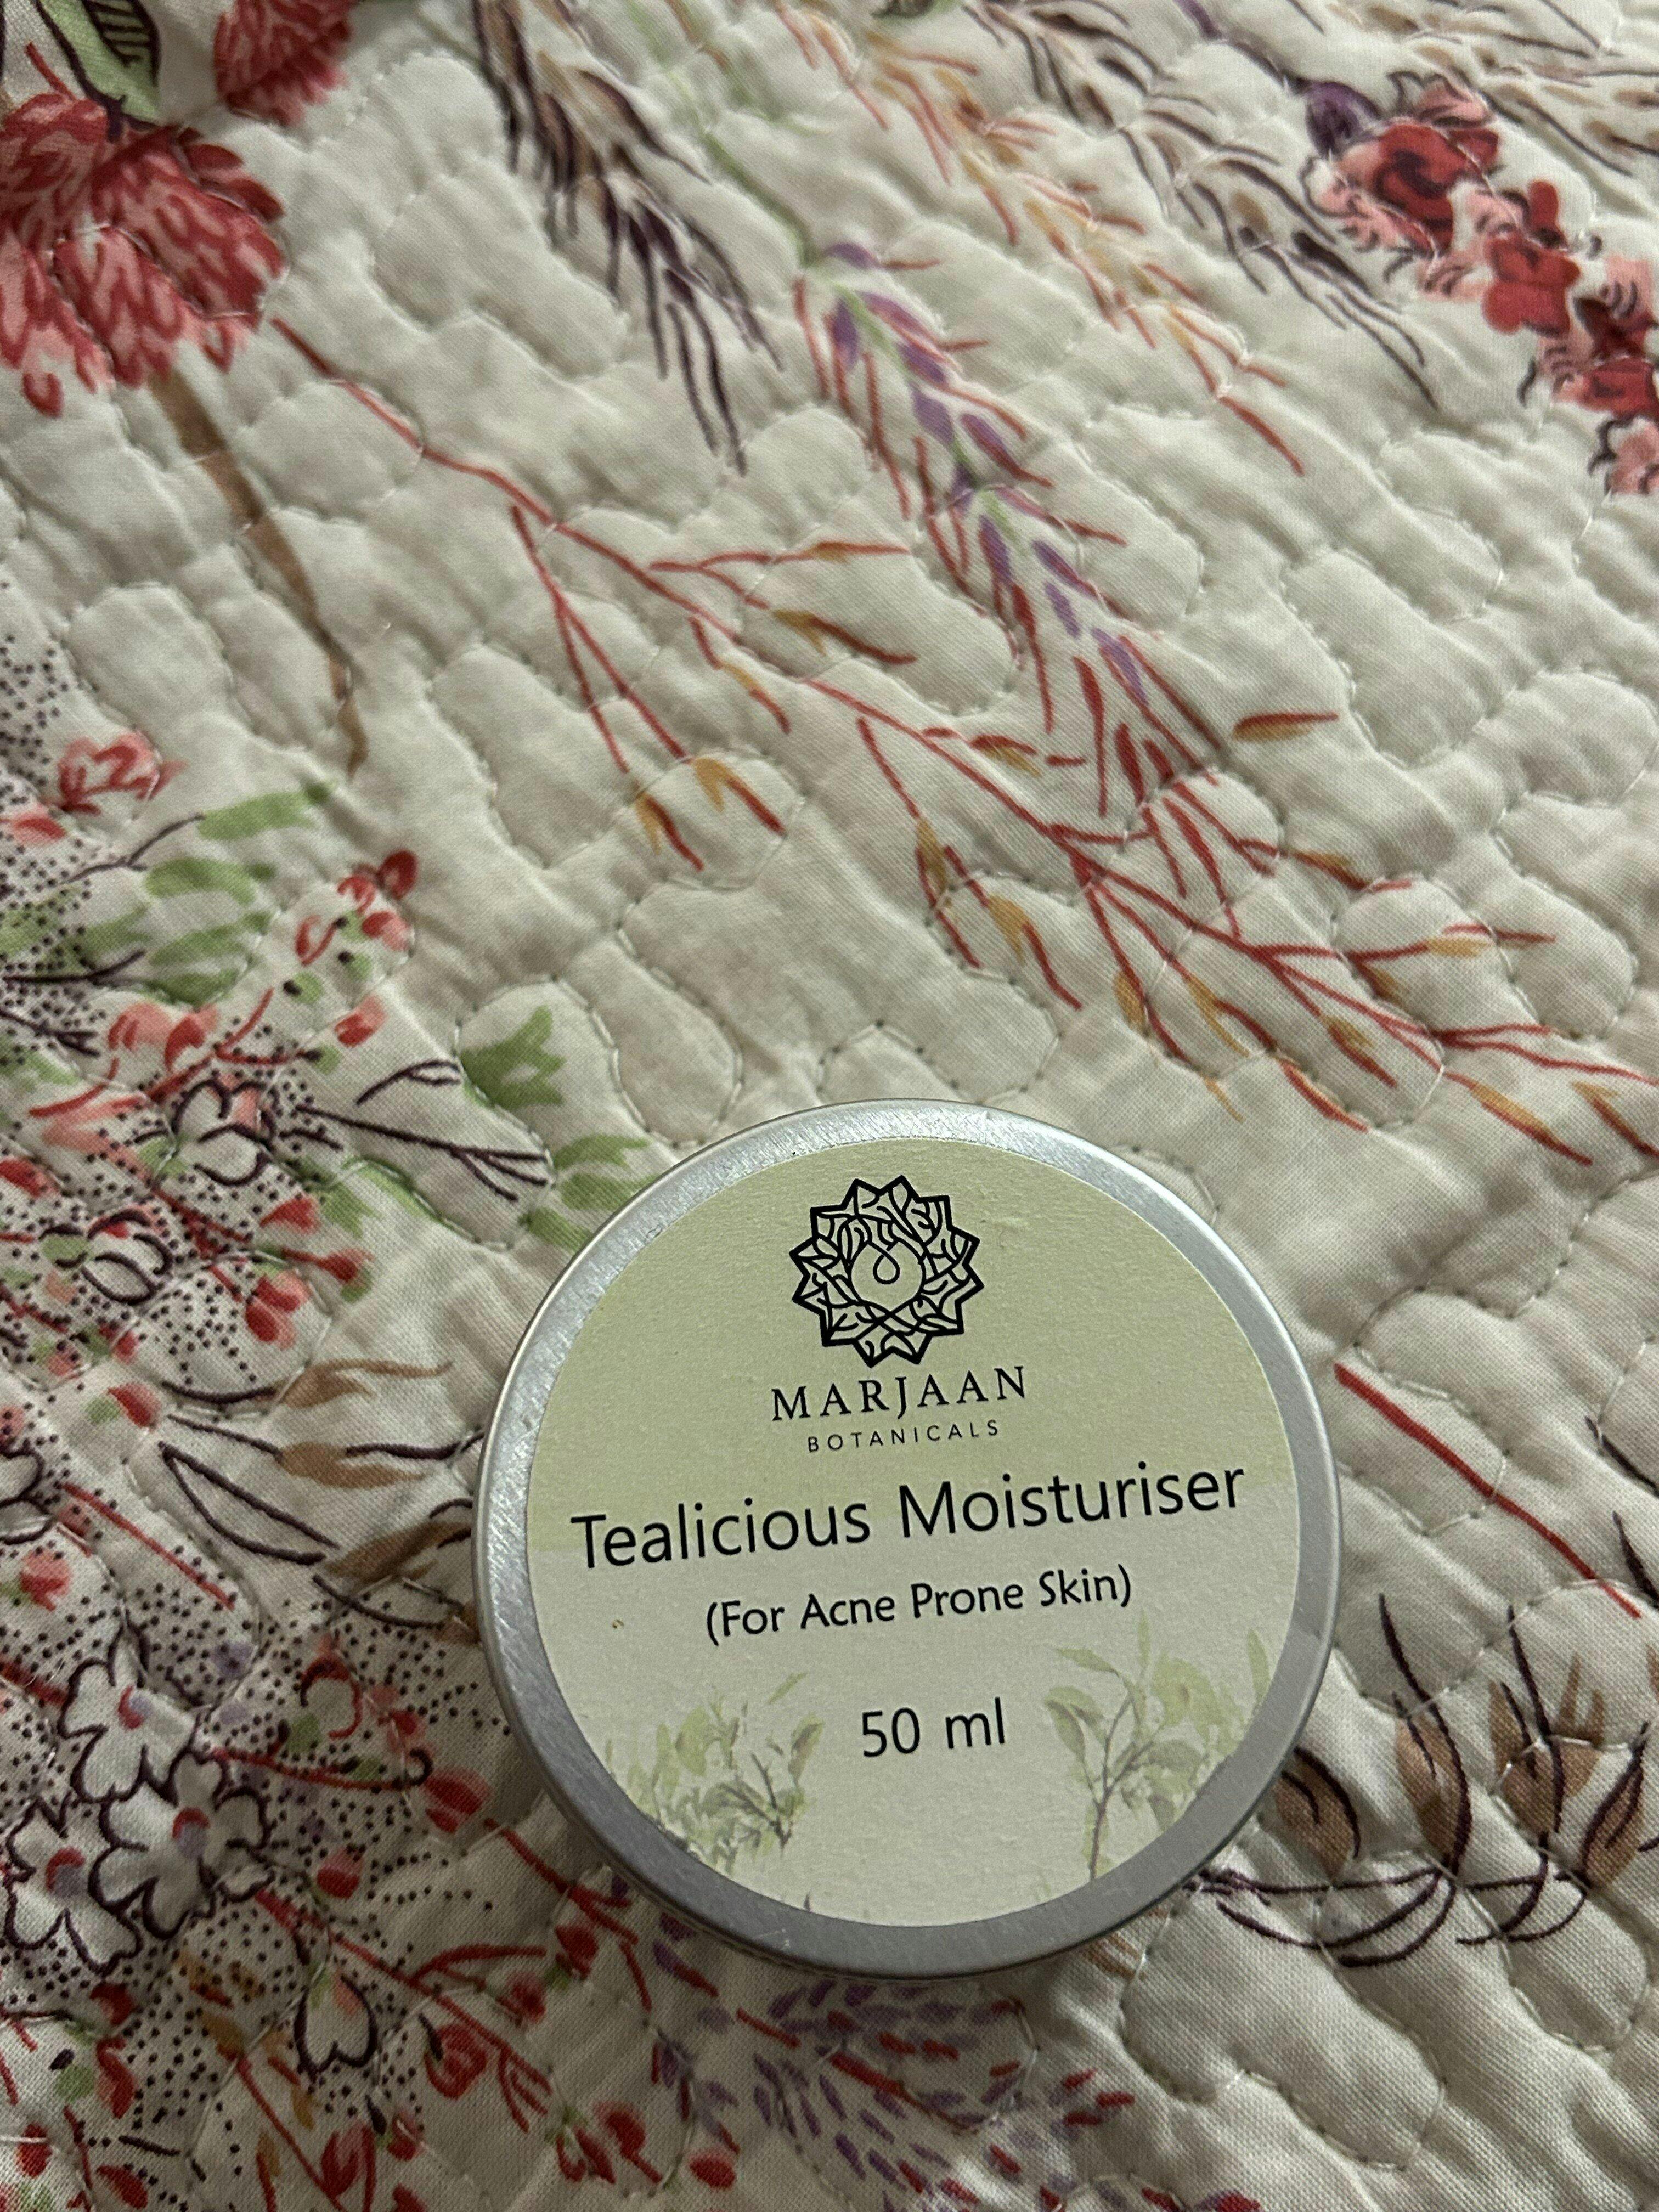 MARJAAN
BOTANICALS
Tealicious Moisturiser
(For Acne Prone Skin)
50 ml